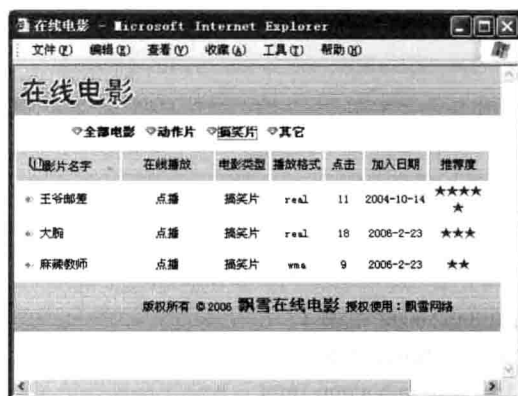 在线电影 - Microsoft Internet Explorer
文件(F) 编辑(E) 查看(V) 收藏(A) 工具(T) 帮助(H)
在线电影
全部电影 动作片 搞笑片 其它
影片名字 在线播放 电影类型 播放格式 点击 加入日期 推荐度
王爷邮差 点播 搞笑片 real 11 2004-10-14 ★★★★
★
大腕 点播 搞笑片 real 18 2006-2-23 ★★★
麻辣教师 点播 搞笑片 wma 9 2006-2-23 ★★
版权所有 ©2006 飘雪在线电影 授权使用：飘雪网络